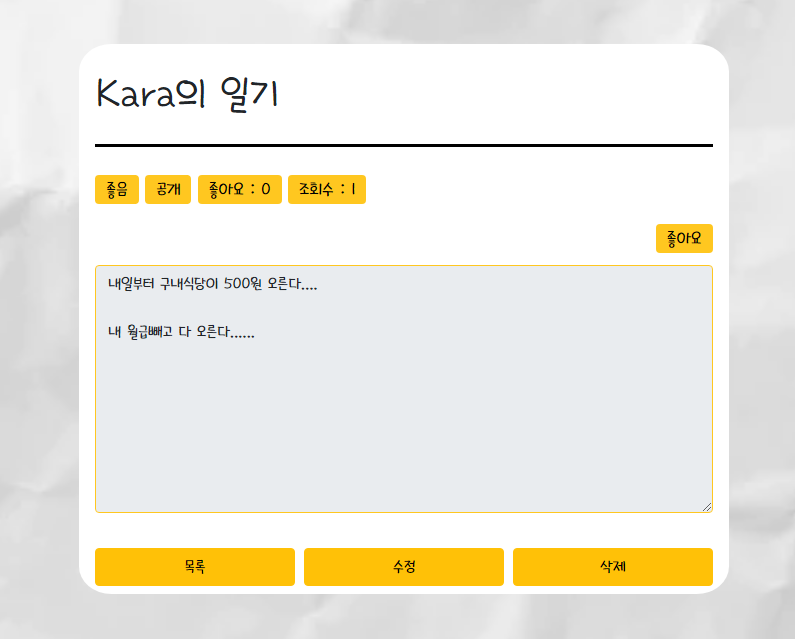 Kara의 일기
좋음 공개 좋아요 : 0 조회수 : 1
좋아요
내일부터 구내식당이 500원 오른다....
내 월급빼고 다 오른다......
목록 수정 삭제